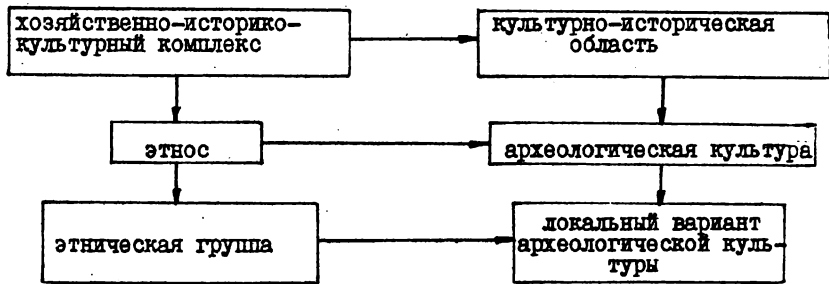 хозяйственно-историко-
культурный комплекс
культурно-историческая
область
этнос
археологическая культура
этническая группа
локальный вариант
археологической куль-
туры